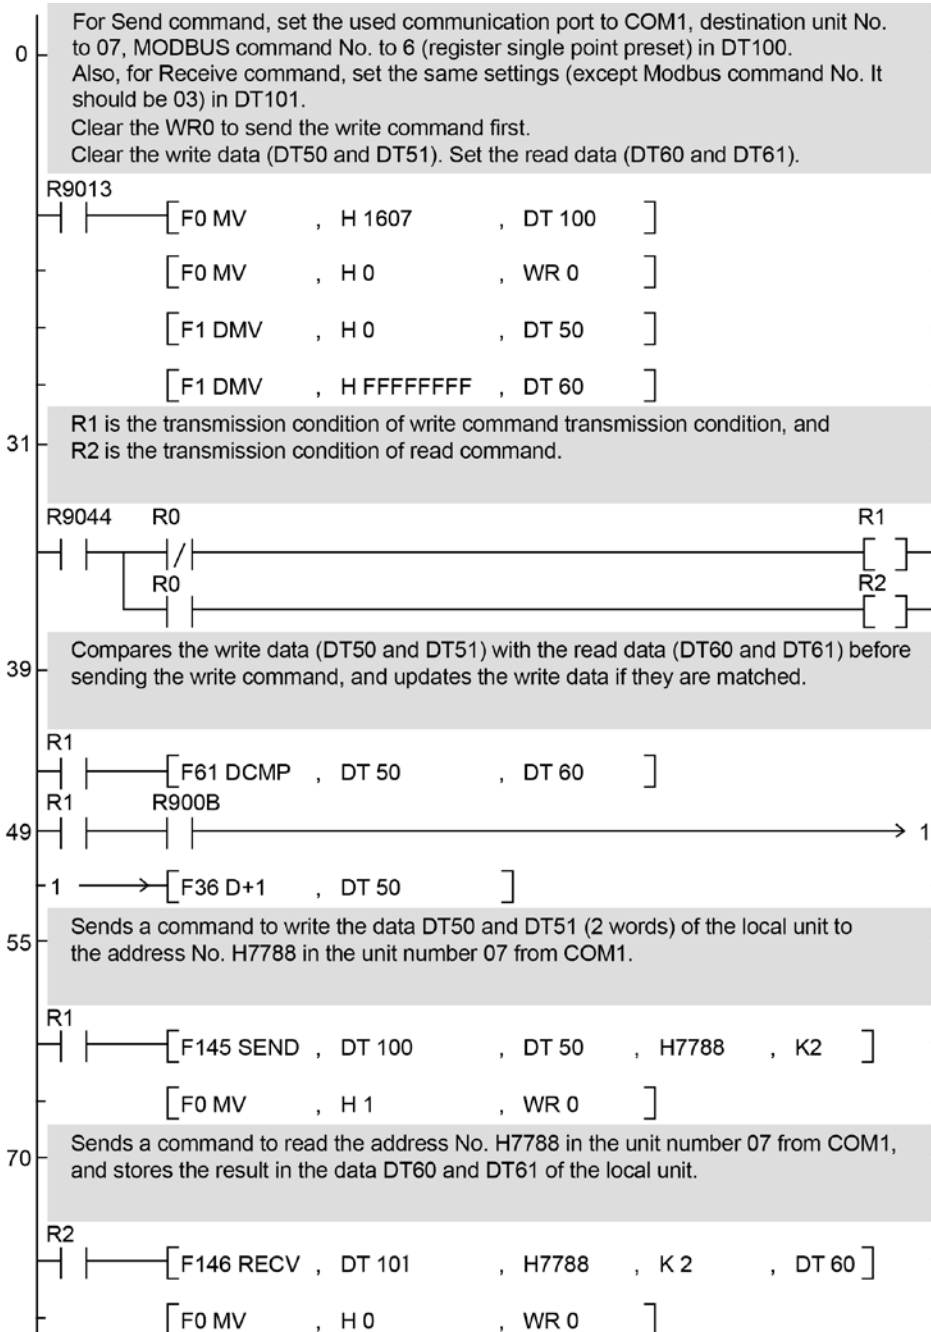 For Send command, set the used communication port to COM1, destination unit No.
0 to 07, MODBUS command No. to 6 (register single point preset) in DT100.
Also, for Receive command, set the same settings (except Modbus command No. It
should be 03) in DT101.
Clear the WR0 to send the write command first.
Clear the write data (DT50 and DT51). Set the read data (DT60 and DT61).
R9013
F0 MV , H 1607 , DT 100
F0 MV , H 0 , WR 0
F1 DMV , H 0 , DT 50
F1 DMV , H FFFFFFFF , DT 60
R1 is the transmission condition of write command transmission condition, and
31 R2 is the transmission condition of read command.
R9044 R0 R1
R0 R2
Compares the write data (DT50 and DT51) with the read data (DT60 and DT61) before
39 sending the write command, and updates the write data if they are matched.
R1
F61 DCMP , DT 50 , DT 60
R1 R900B
49 1
1 F36 D+1 , DT 50
Sends a command to write the data DT50 and DT51 (2 words) of the local unit to
55 the address No. H7788 in the unit number 07 from COM1.
R1
F145 SEND , DT 100 , DT 50 , H7788 , K2
F0 MV , H 1 , WR 0
Sends a command to read the address No. H7788 in the unit number 07 from COM1,
70 and stores the result in the data DT60 and DT61 of the local unit.
R2
F146 RECV , DT 101 , H7788 , K 2 , DT 60
F0 MV , H 0 , WR 0